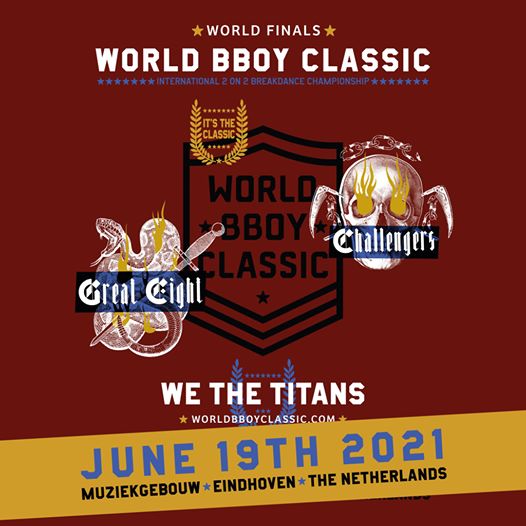 WORLD FINALS
WORLD BBOY CLASSIC
INTERNATIONAL 2 ON 2 BREAKDANCE CHAMPIONSHIP
IT'S THE
CLASSIC
WORLD
BBOY
CLASSIC
Challengers
Great Eight
WE THE TITANS
WORLDBBOYCLASSIC.COM
JUNE 19TH 2021
MUZIEKGEBOUW EINDHOVEN THE NETHERLANDS